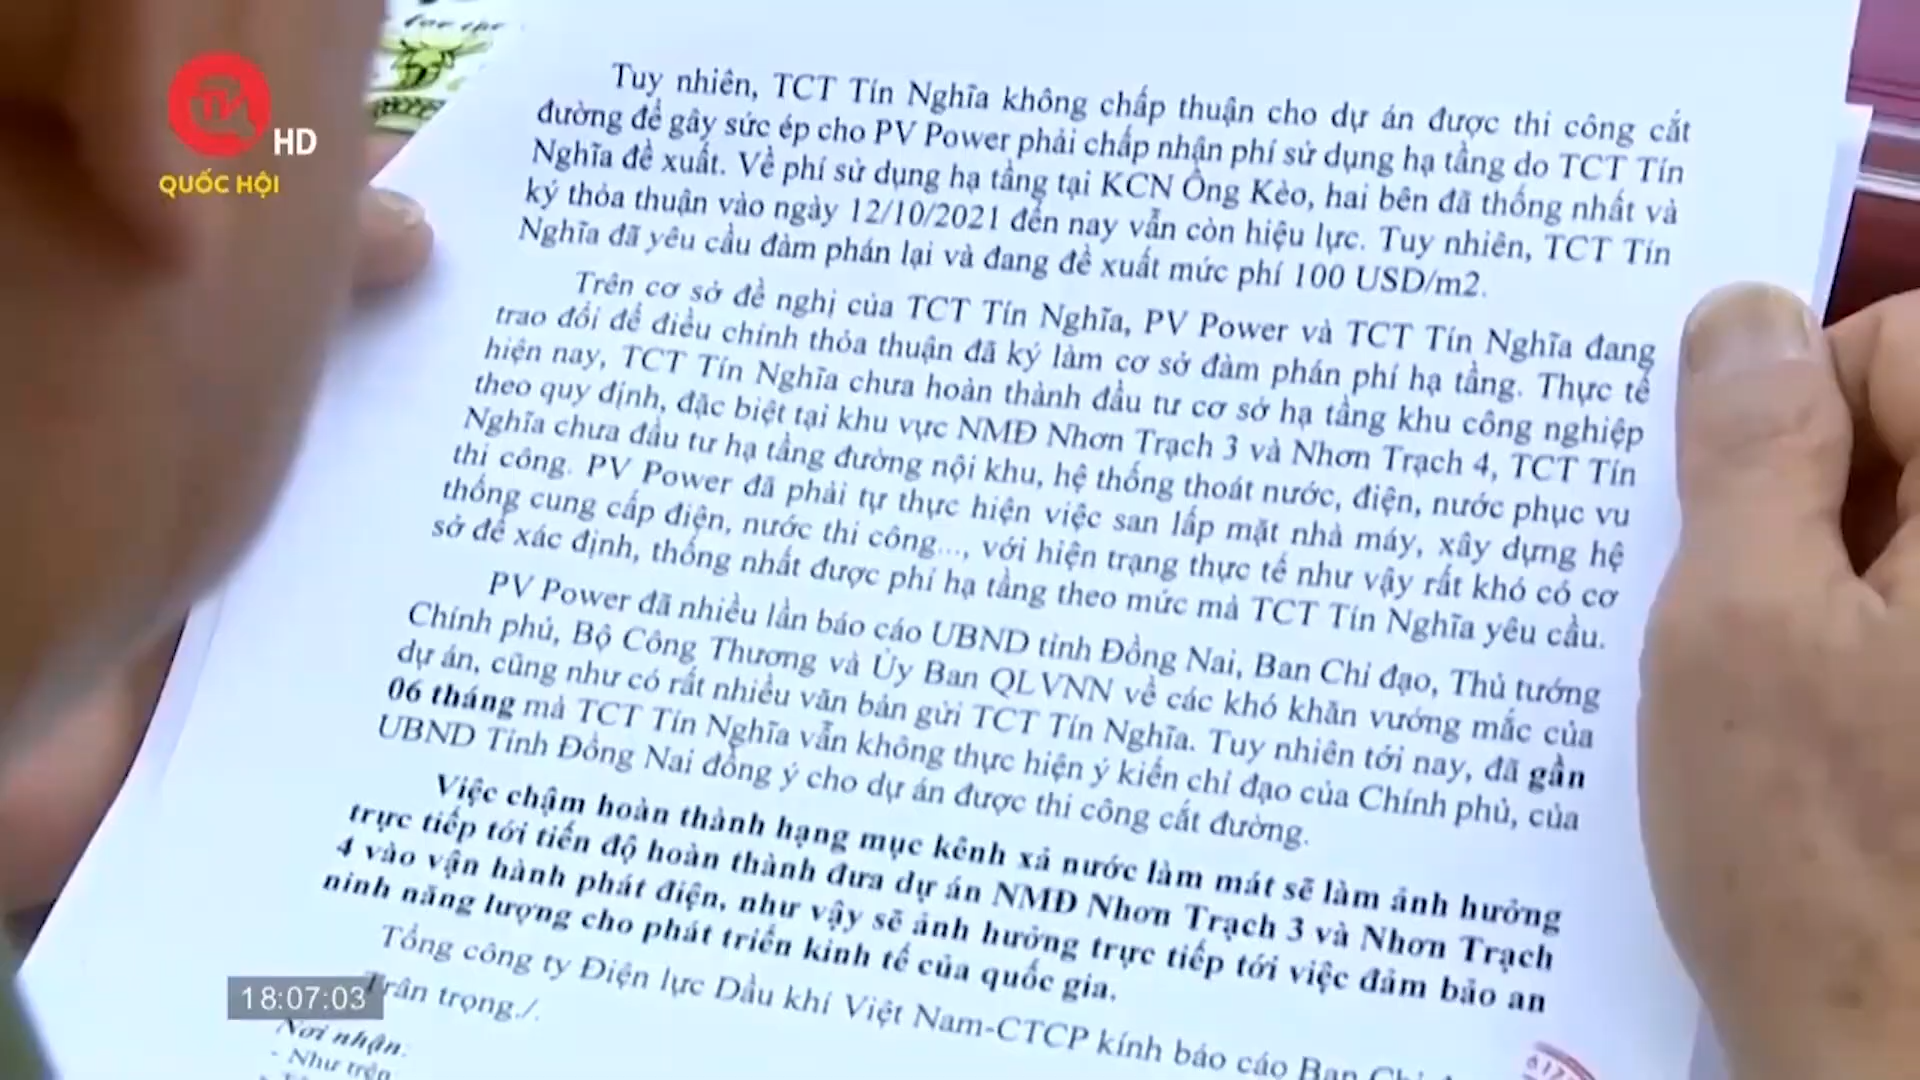 HD
QUỐC HỘI
Tuy nhiên, TCT Tín Nghĩa không chấp thuận cho dự án được thi công cắt
đường để gây sức ép cho PV Power phải chấp nhận phí sử dụng hạ tầng do TCT Tín
Nghĩa đề xuất. Về phí sử dụng hạ tầng tại KCN Ông Kèo, hai bên đã thống nhất và
ký thỏa thuận vào ngày 12/10/2021 đến nay vẫn còn hiệu lực. Tuy nhiên, TCT Tín
Nghĩa đã yêu cầu đàm phán lại và đang đề xuất mức phí 100 USD/m2.
Trên cơ sở đề nghị của TCT Tín Nghĩa, PV Power và TCT Tín Nghĩa đang
trao đổi để điều chỉnh thỏa thuận đã ký làm cơ sở đàm phán phí hạ tầng. Thực tế
hiện nay, TCT Tín Nghĩa chưa hoàn thành đầu tư cơ sở hạ tầng khu công nghiệp
theo quy định, đặc biệt tại khu vực NMĐ Nhơn Trạch 3 và Nhơn Trạch 4, TCT Tín
Nghĩa chưa đầu tư hạ tầng đường nội khu, hệ thống thoát nước, điện, nước phục vụ
thi công. PV Power đã phải tự thực hiện việc san lấp mặt nhà máy, xây dựng hệ
thống cung cấp điện, nước thi công..., với hiện trạng thực tế như vậy rất khó có cơ
sở để xác định, thống nhất được phí hạ tầng theo mức mà TCT Tín Nghĩa yêu cầu.
PV Power đã nhiều lần báo cáo UBND tỉnh Đồng Nai, Ban Chỉ đạo, Thủ tướng
Chính phủ, Bộ Công Thương và Ủy Ban QLVNN về các khó khăn vướng mắc của
dự án, cũng như có rất nhiều văn bản gửi TCT Tín Nghĩa. Tuy nhiên tới nay, đã gần
06 tháng mà TCT Tín Nghĩa vẫn không thực hiện ý kiến chỉ đạo của Chính phủ, của
UBND Tỉnh Đồng Nai đồng ý cho dự án được thi công cắt đường.
Việc chậm hoàn thành hạng mục kênh xả nước làm mát sẽ làm ảnh hưởng
trực tiếp tới tiến độ hoàn thành đưa dự án NMĐ Nhơn Trạch 3 và Nhơn Trạch
4 vào vận hành phát điện, như vậy sẽ ảnh hưởng trực tiếp tới việc đảm bảo an
ninh năng lượng cho phát triển kinh tế của quốc gia.
Tổng công ty Điện lực Dầu khí Việt Nam-CTCP kính báo cáo Ban Chỉ
Trân trọng./.
18:07:03
Nơi nhận:
- Như trên